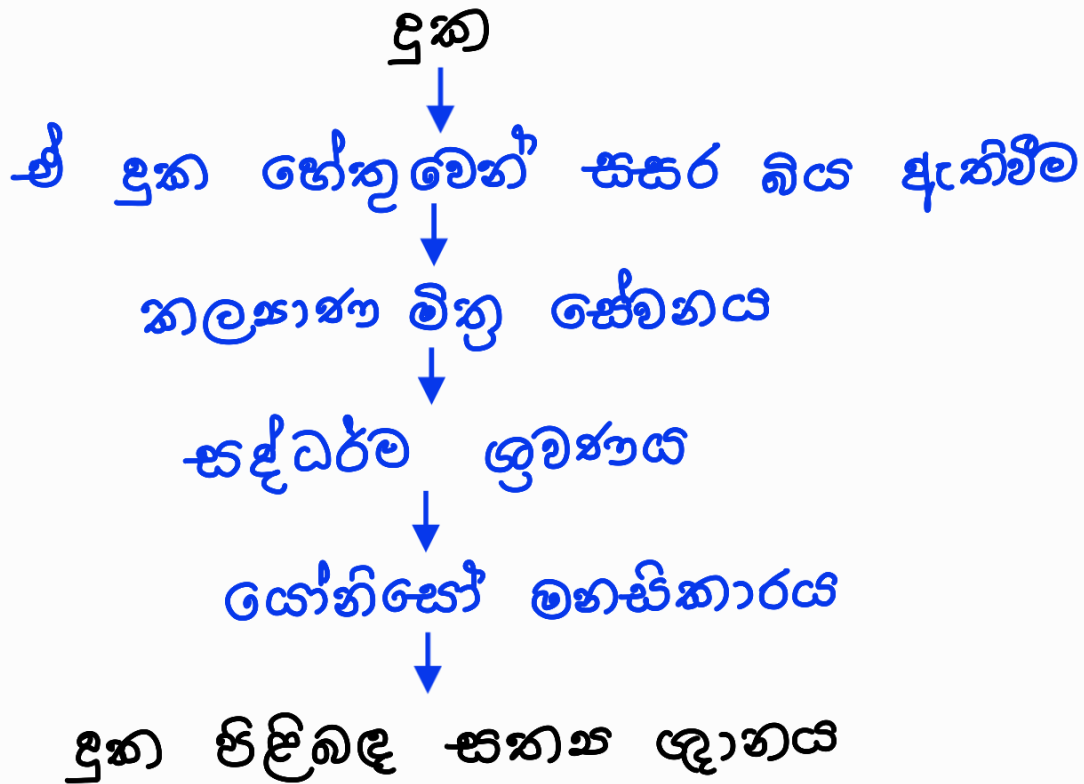 දුක
ඒ දුක හේතුවෙන් සසර බිය ඇතිවීම
කල්‍යාණ මිත්‍ර සේවනය
සද්ධර්ම ශ්‍රවණය
යෝනිසෝ මනසිකාරය
දුක පිළිබඳ සත්‍ය ඥානය